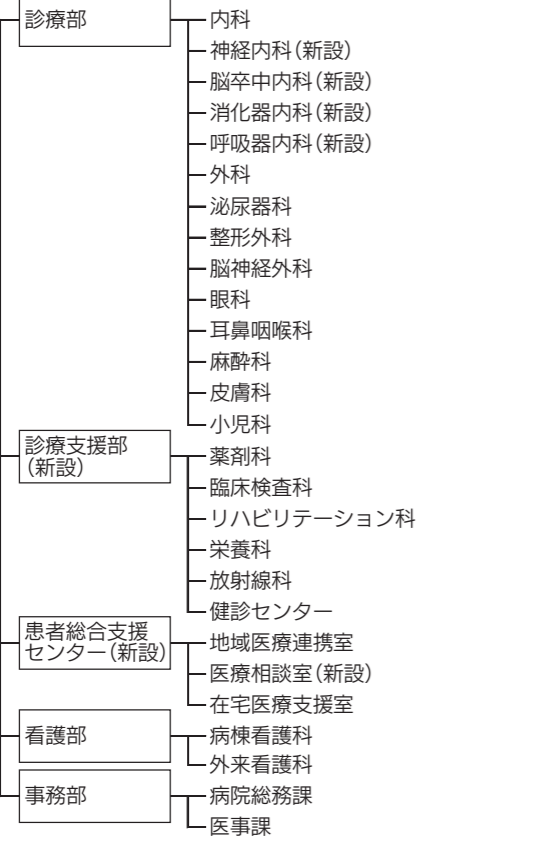 診療部
内科
神経内科（新設）
脳卒中内科（新設）
消化器内科（新設）
呼吸器内科（新設）
外科
泌尿器科
整形外科
脳神経外科
眼科
耳鼻咽喉科
麻酔科
皮膚科
小児科
診療支援部
（新設）
薬剤科
臨床検査科
リハビリテーション科
栄養科
放射線科
健診センター
患者総合支援
センター（新設）
地域医療連携室
医療相談室（新設）
在宅医療支援室
看護部
病棟看護科
外来看護科
事務部
病院総務課
医事課